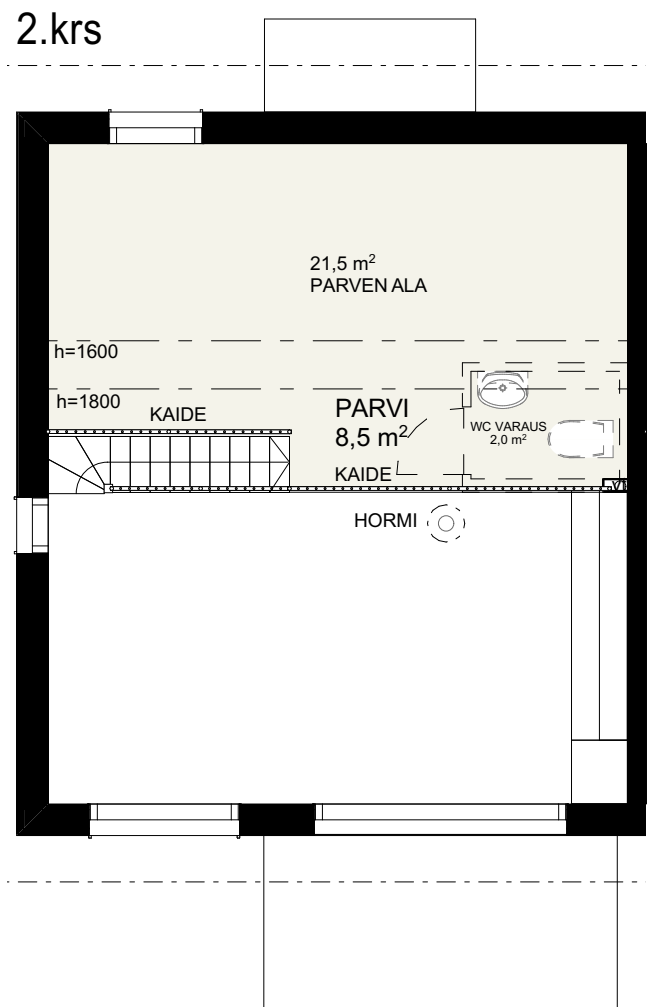 2.krs
21,5 m²
PARVEN ALA
h=1600
h=1800
KAIDE
PARVI
8,5 m²
WC VARAUS
2,0 m²
KAIDE
HORMI